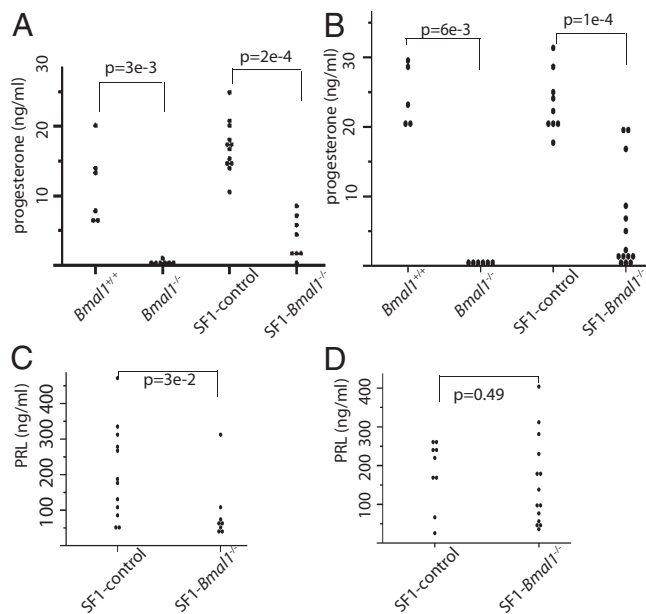 A
B
p=3e-3
p=2e-4
p=6e-3
p=1e-4
progesterone (ng/ml)
30
20
10
progesterone (ng/ml)
30
20
10
Bmal1+/+
Bmal1-/-
SF1-control
SF1-Bmal1-/-
Bmal1+/+
Bmal1-/-
SF1-control
SF1-Bmal1-/-
C
D
p=3e-2
p=0.49
PRL (ng/ml)
100 200 300 400
PRL (ng/ml)
100 200 300 400
SF1-control
SF1-Bmal1-/-
SF1-control
SF1-Bmal1-/-